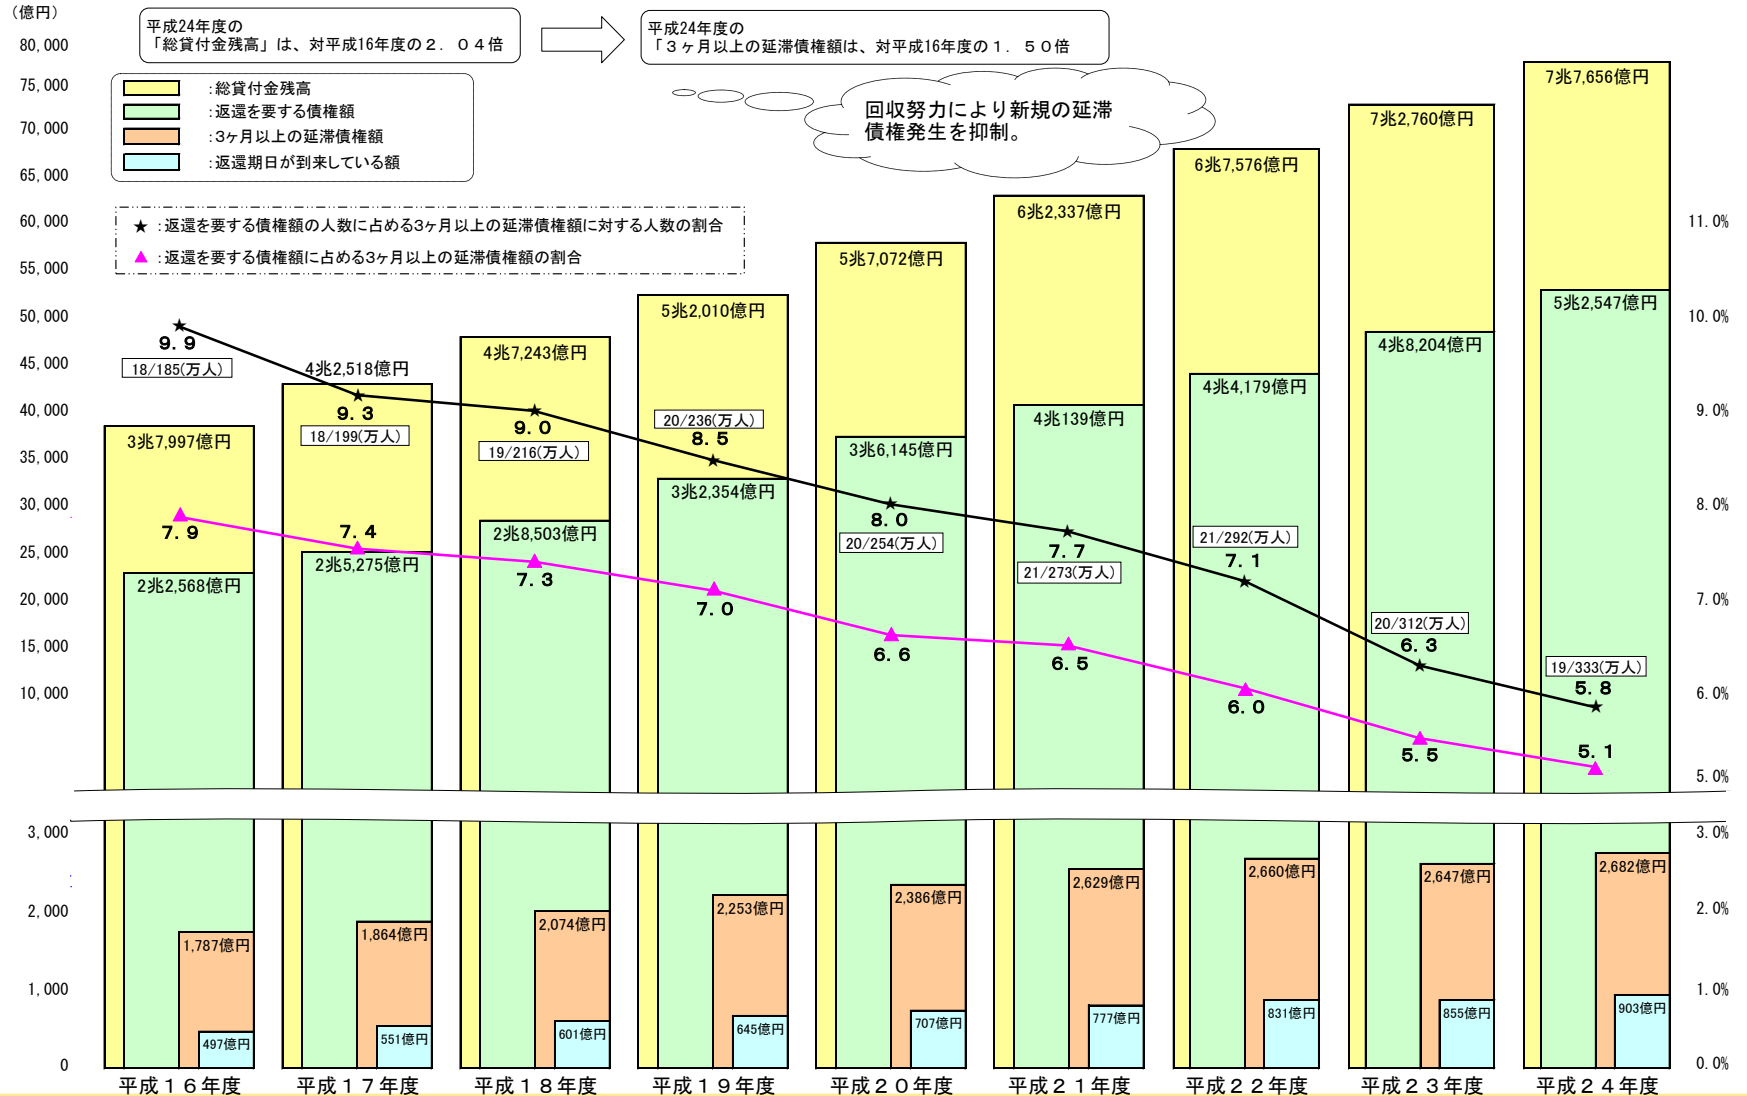 （億円）
平成24年度の
「総貸付金残高」は、対平成16年度の２．０４倍
平成24年度の
「３ヶ月以上の延滞債権額は、対平成16年度の１．５０倍
：総貸付金残高
：返還を要する債権額
：3ヶ月以上の延滞債権額
：返還期日が到来している額
回収努力により新規の延滞
債権発生を抑制。
★：返還を要する債権額の人数に占める3ヶ月以上の延滞債権額に対する人数の割合
▲：返還を要する債権額に占める3ヶ月以上の延滞債権額の割合
80,000
75,000
70,000
65,000
60,000
55,000
50,000
45,000
40,000
35,000
30,000
25,000
20,000
15,000
10,000
3,000
2,000
1,000
0
11.0%
10.0%
9.0%
8.0%
7.0%
6.0%
5.0%
3.0%
2.0%
1.0%
0.0%
9.9
18/185(万人)
3兆7,997億円
7.9
2兆2,568億円
1,787億円
497億円
平成１６年度
4兆2,518億円
9.3
18/199(万人)
7.4
2兆5,275億円
1,864億円
551億円
平成１７年度
4兆7,243億円
9.0
19/216(万人)
2兆8,503億円
7.3
2,074億円
601億円
平成１８年度
5兆2,010億円
20/236(万人)
8.5
3兆2,354億円
7.0
2,253億円
645億円
平成１９年度
5兆7,072億円
3兆6,145億円
8.0
20/254(万人)
6.6
2,386億円
707億円
平成２０年度
6兆2,337億円
4兆139億円
7.7
21/273(万人)
6.5
2,629億円
777億円
平成２１年度
6兆7,576億円
4兆4,179億円
21/292(万人)
7.1
6.0
2,660億円
831億円
平成２２年度
7兆2,760億円
4兆8,204億円
20/312(万人)
6.3
5.5
2,647億円
855億円
平成２３年度
7兆7,656億円
5兆2,547億円
19/333(万人)
5.8
5.1
2,682億円
903億円
平成２４年度